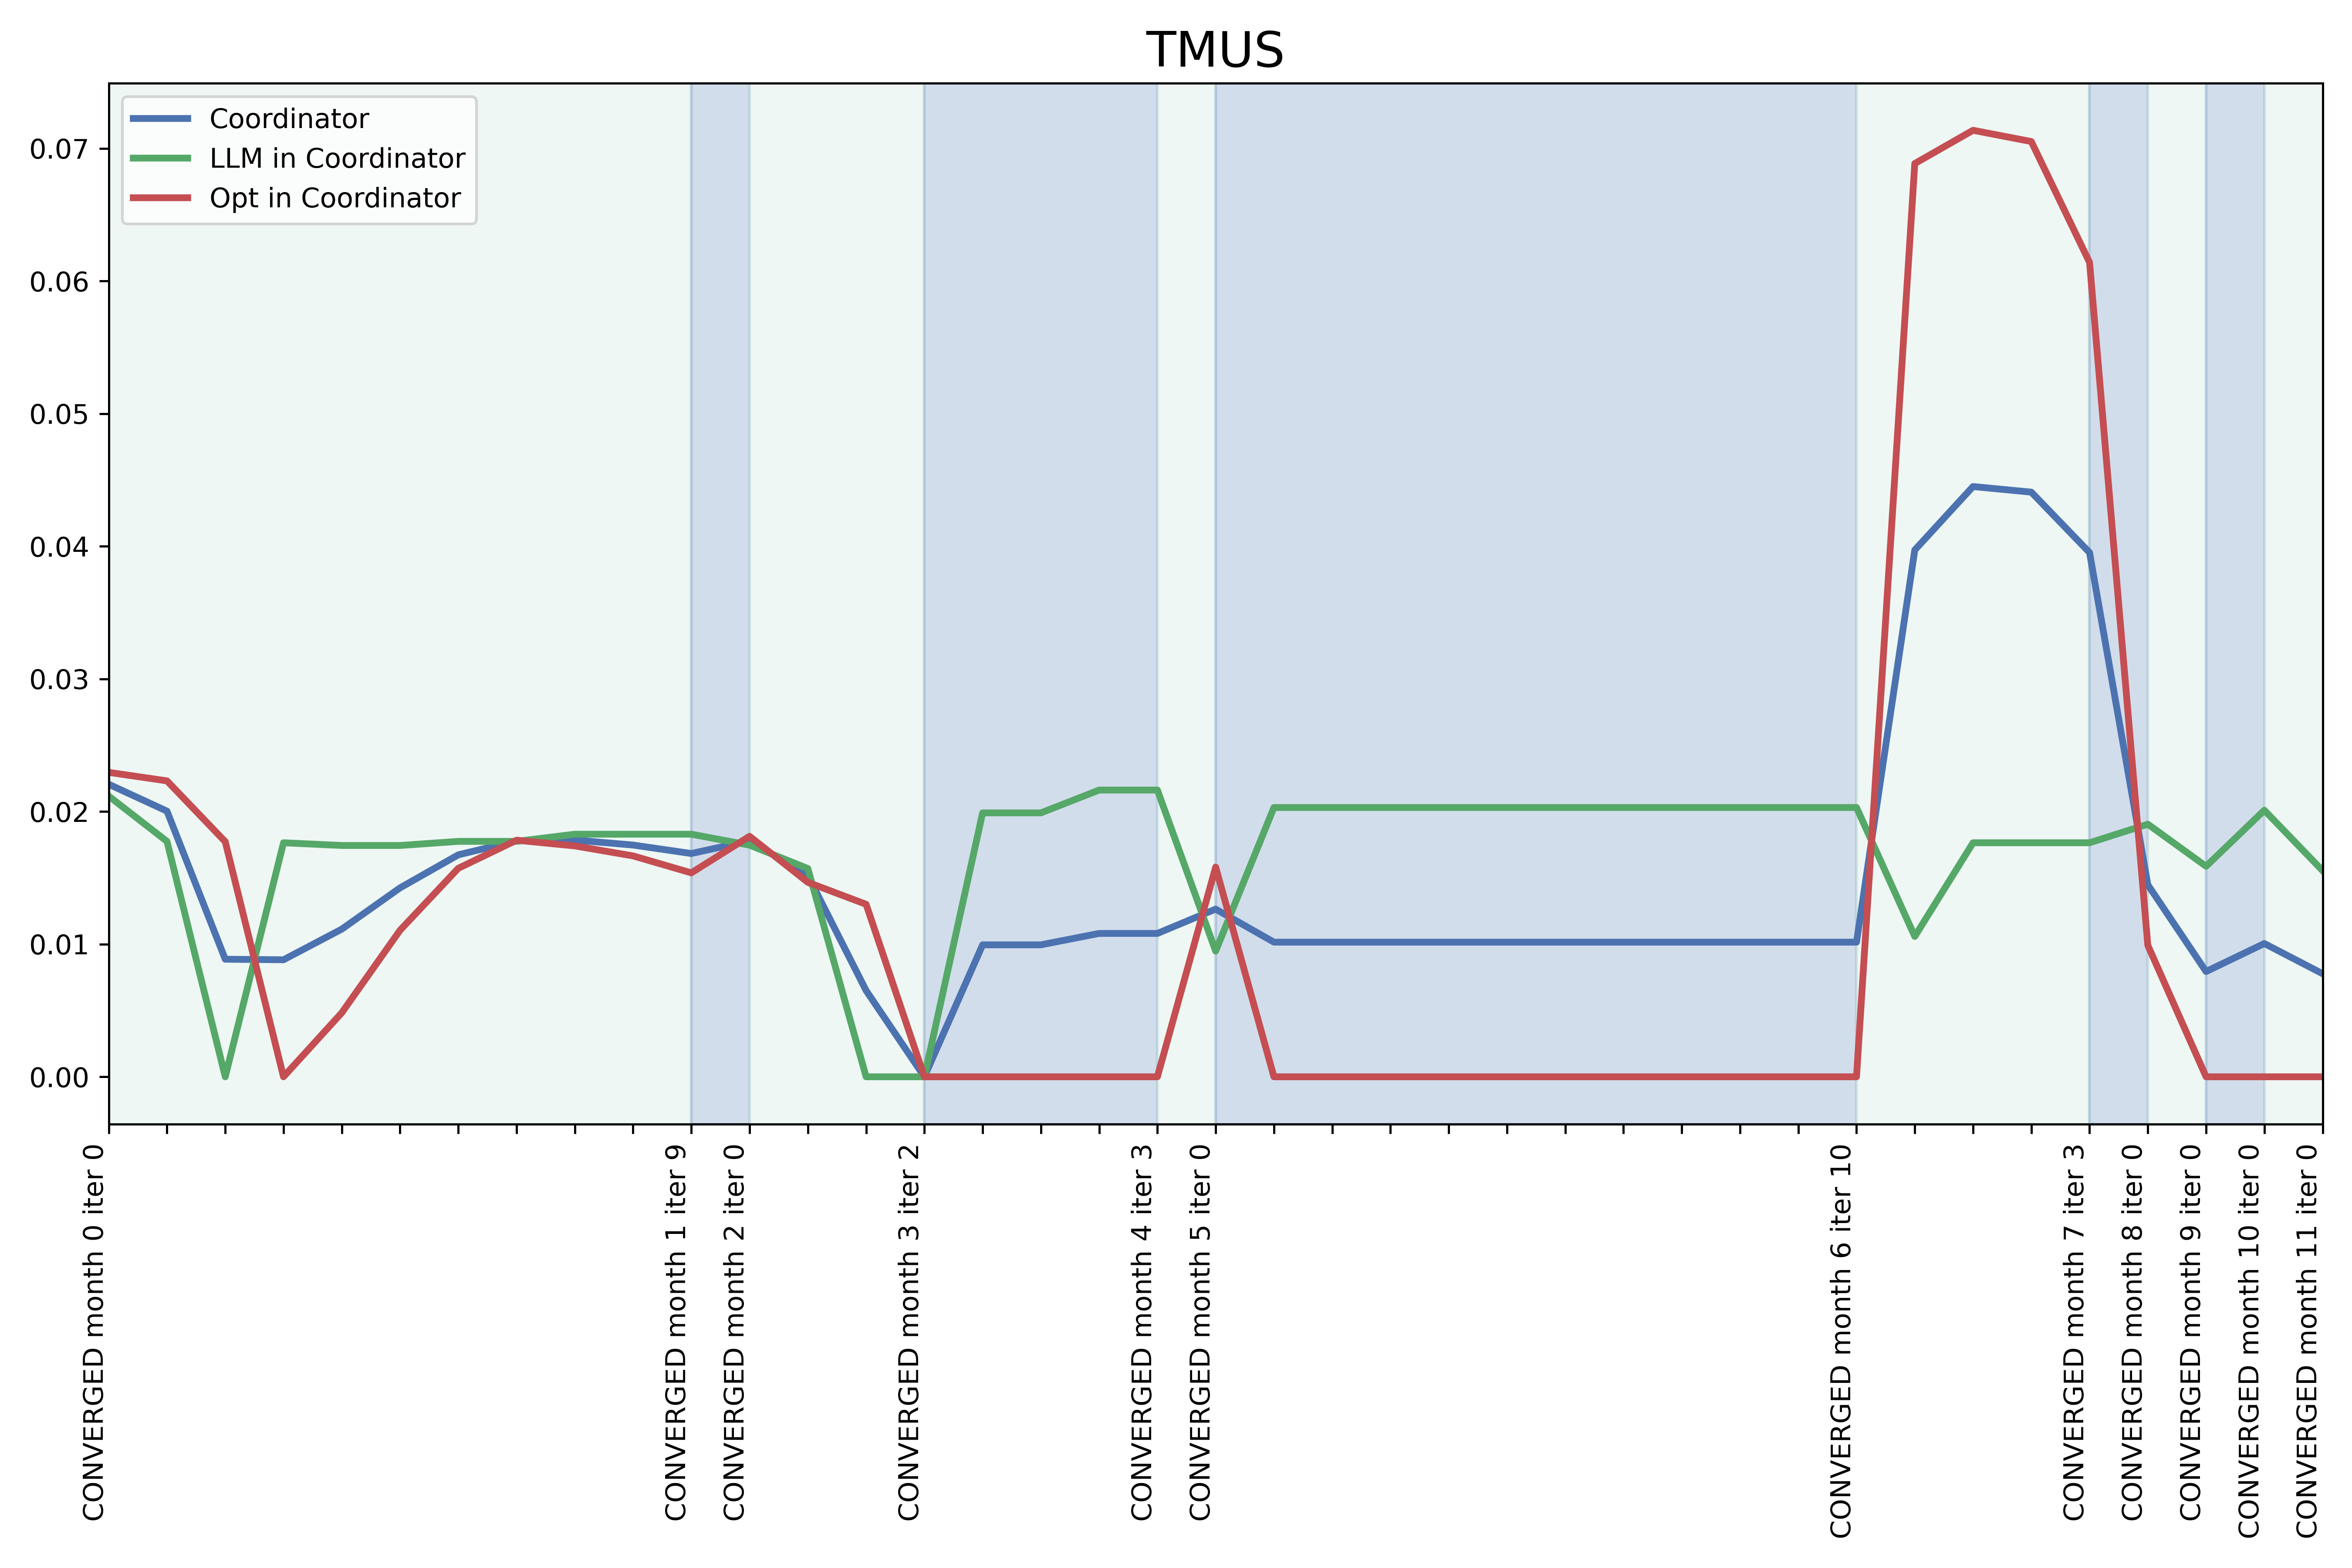 TMUS
Coordinator
LLM in Coordinator
Opt in Coordinator
0.07
0.06
0.05
0.04
0.03
0.02
0.01
0.00
CONVERGED month 0 iter 0
CONVERGED month 1 iter 9
CONVERGED month 2 iter 0
CONVERGED month 3 iter 2
CONVERGED month 4 iter 3
CONVERGED month 5 iter 0
CONVERGED month 6 iter 10
CONVERGED month 7 iter 3
CONVERGED month 8 iter 0
CONVERGED month 9 iter 0
CONVERGED month 10 iter 0
CONVERGED month 11 iter 0